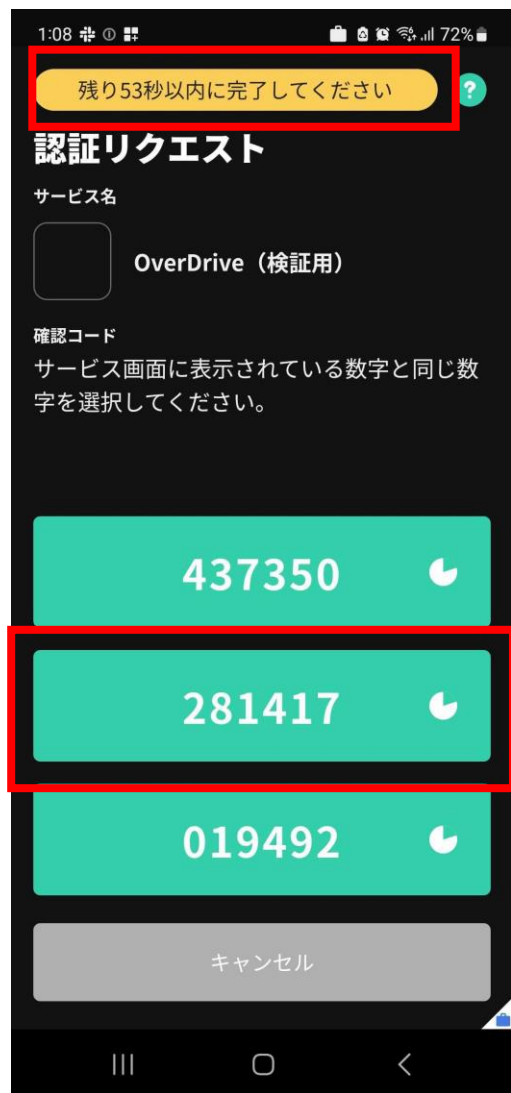 1:08
72%
残り53秒以内に完了してください
?
認証リクエスト
サービス名
OverDrive（検証用）
確認コード
サービス画面に表示されている数字と同じ数
字を選択してください。
437350
281417
019492
キャンセル